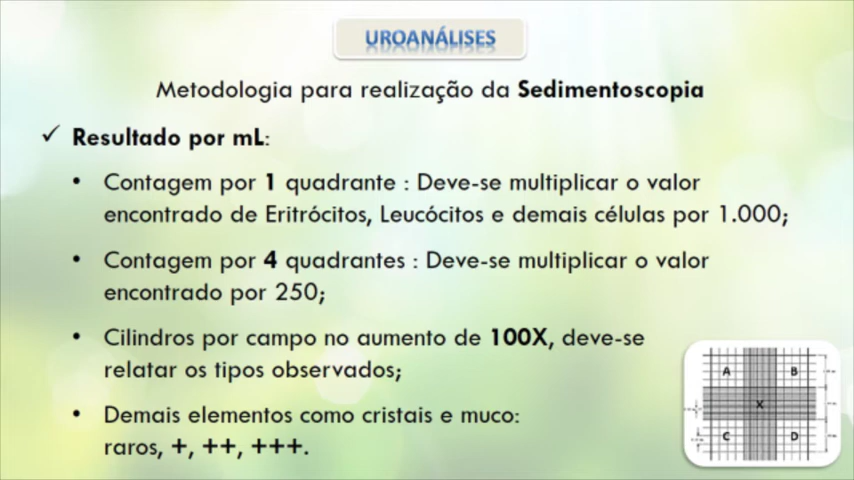 UROANÁLISES
Metodologia para realização da Sedimentoscopia
✓ Resultado por mL:
• Contagem por 1 quadrante : Deve-se multiplicar o valor
encontrado de Eritrócitos, Leucócitos e demais células por 1.000;
• Contagem por 4 quadrantes : Deve-se multiplicar o valor
encontrado por 250;
• Cilindros por campo no aumento de 100X, deve-se
relatar os tipos observados;
• Demais elementos como cristais e muco:
raros, +, ++, +++.
A B
X
C D